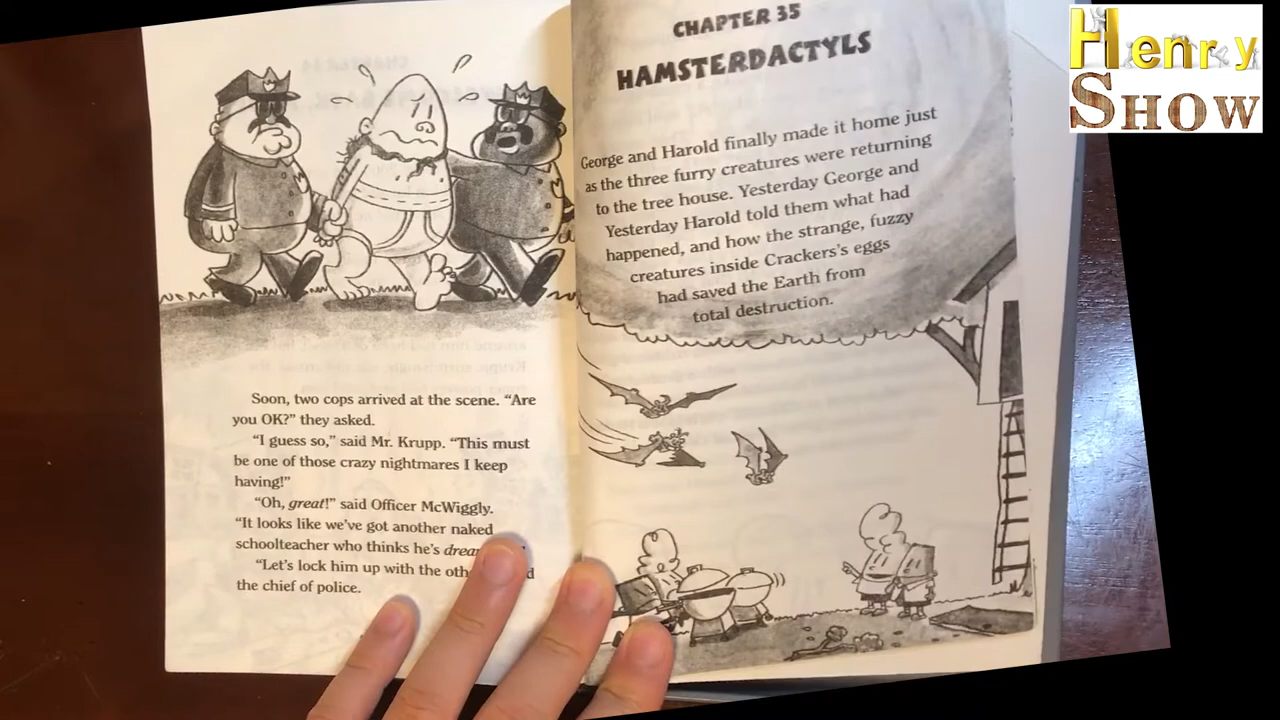 Soon, two cops arrived at the scene. “Are
you OK?” they asked.
“I guess so,” said Mr. Krupp. “This must
be one of those crazy nightmares I keep
having!”
“Oh, great!” said Officer McWiggly.
“It looks like we’ve got another naked
schoolteacher who thinks he’s
“Let’s lock him up with the
the chief of police.
CHAPTER 35
HAMSTERDACTYLS
George and Harold finally made it home just
as the three furry creatures were returning
to the tree house. Yesterday George and
Yesterday Harold told them what had
happened, and how the strange, fuzzy
creatures inside Crackers’s eggs
had saved the Earth from
total destruction.
Henry
SHOW